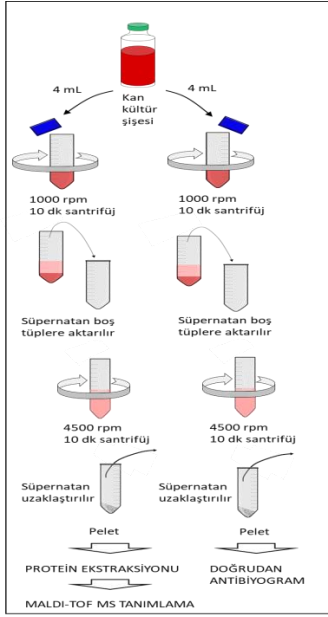 4 mL
4 mL
Kan
kültür
şişesi
1000 rpm
10 dk santrifüj
1000 rpm
10 dk santrifüj
Süpernatan boş
tüplere aktarılır
Süpernatan boş
tüplere aktarılır
4500 rpm
10 dk santrifüj
4500 rpm
10 dk santrifüj
Süpernatan
uzaklaştırılır
Süpernatan
uzaklaştırılır
Pelet
Pelet
PROTEİN EKSTRAKSİYONU
DOĞRUDAN
ANTİBİYOGRAM
MALDI-TOF MS TANIMLAMA